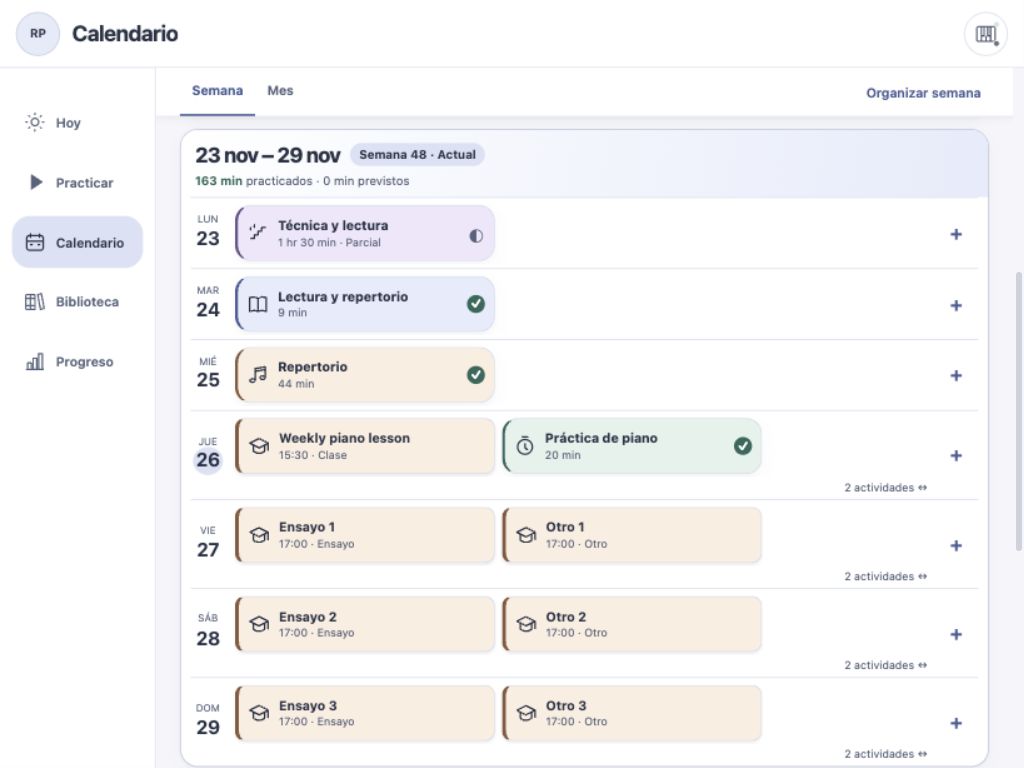 RP
Calendario
Hoy
Practicar
Calendario
Biblioteca
Progreso
Semana
Mes
Organizar semana
23 nov – 29 nov
Semana 48 · Actual
163 min practicados · 0 min previstos
LUN
23
Técnica y lectura
1 hr 30 min · Parcial
+
MAR
24
Lectura y repertorio
9 min
+
MIÉ
25
Repertorio
44 min
+
JUE
26
Weekly piano lesson
15:30 · Clase
Práctica de piano
20 min
+
2 actividades ⇔
VIE
27
Ensayo 1
17:00 · Ensayo
Otro 1
17:00 · Otro
+
2 actividades ⇔
SÁB
28
Ensayo 2
17:00 · Ensayo
Otro 2
17:00 · Otro
+
2 actividades ⇔
DOM
29
Ensayo 3
17:00 · Ensayo
Otro 3
17:00 · Otro
+
2 actividades ⇔